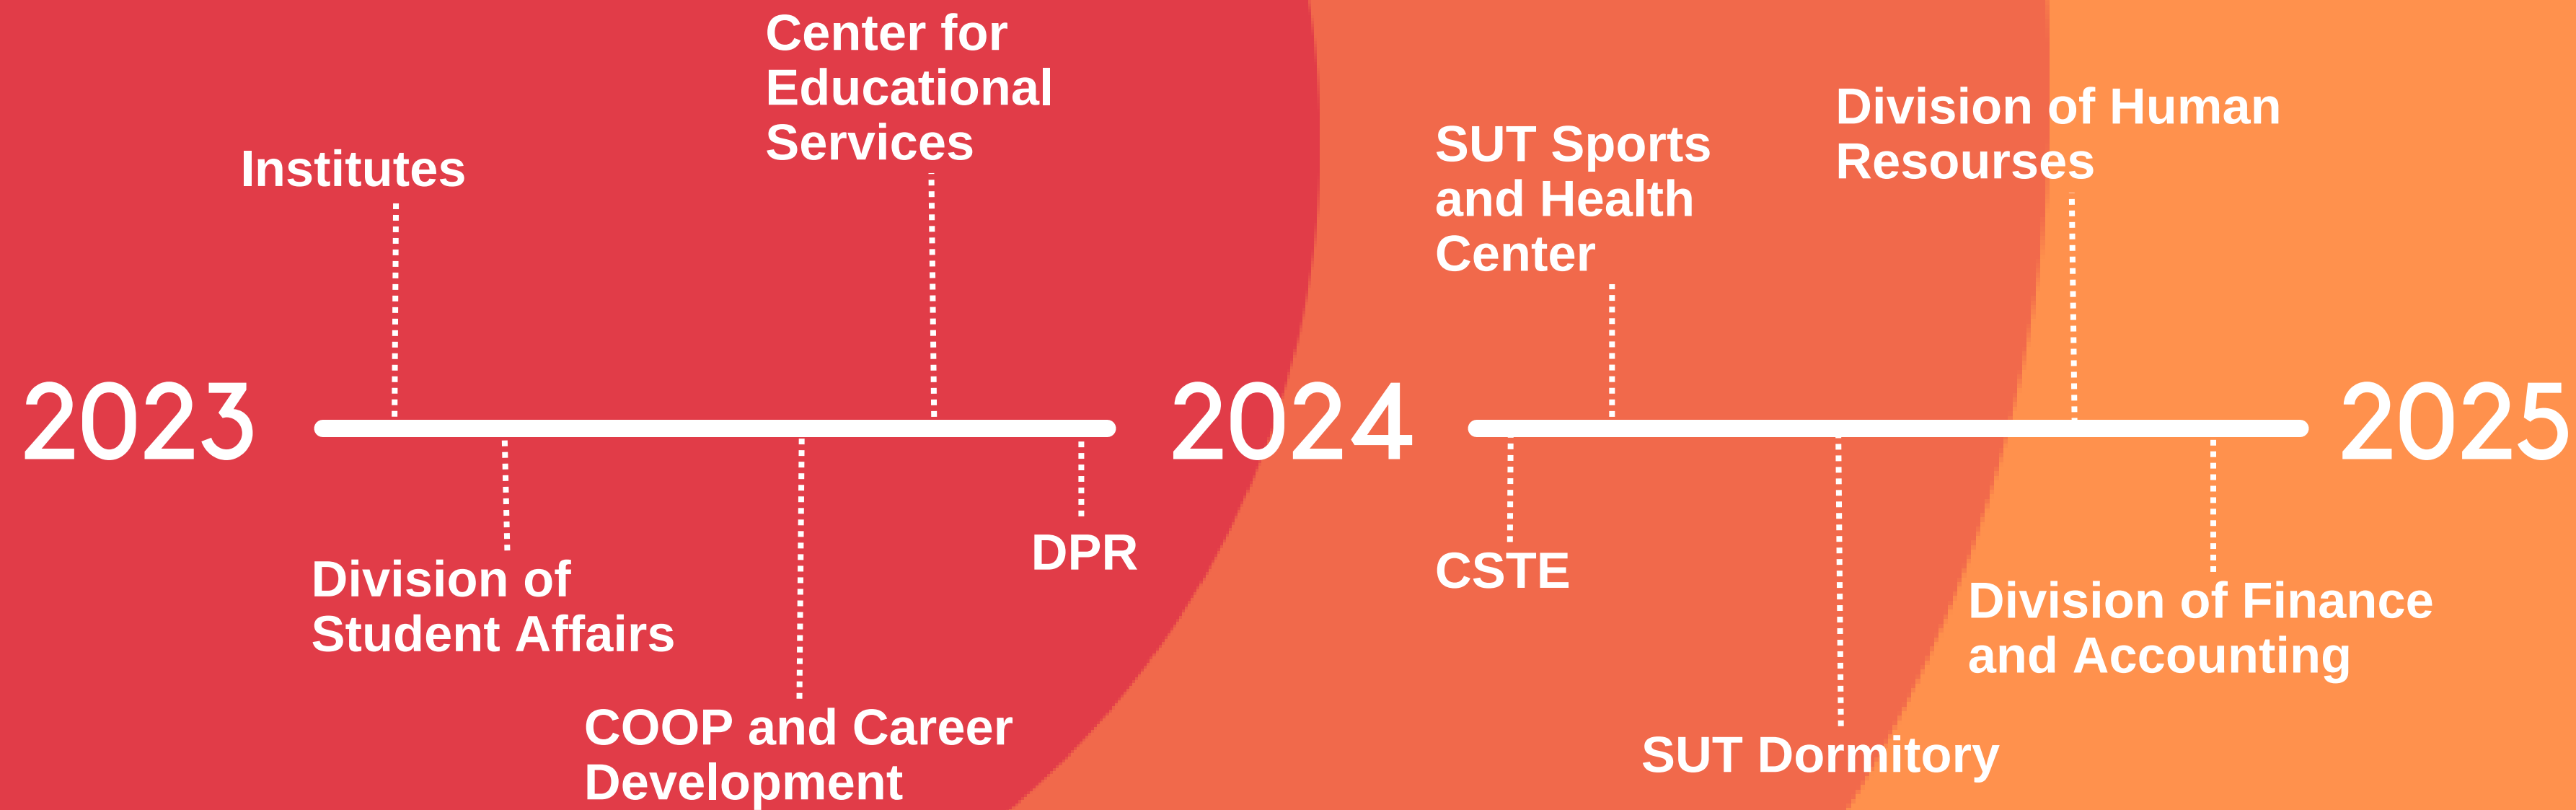 2023
Institutes
Division of
Student Affairs
COOP and Career
Development
Center for
Educational
Services
DPR
2024
CSTE
SUT Sports
and Health
Center
SUT Dormitory
Division of Human
Resourses
Division of Finance
and Accounting
2025